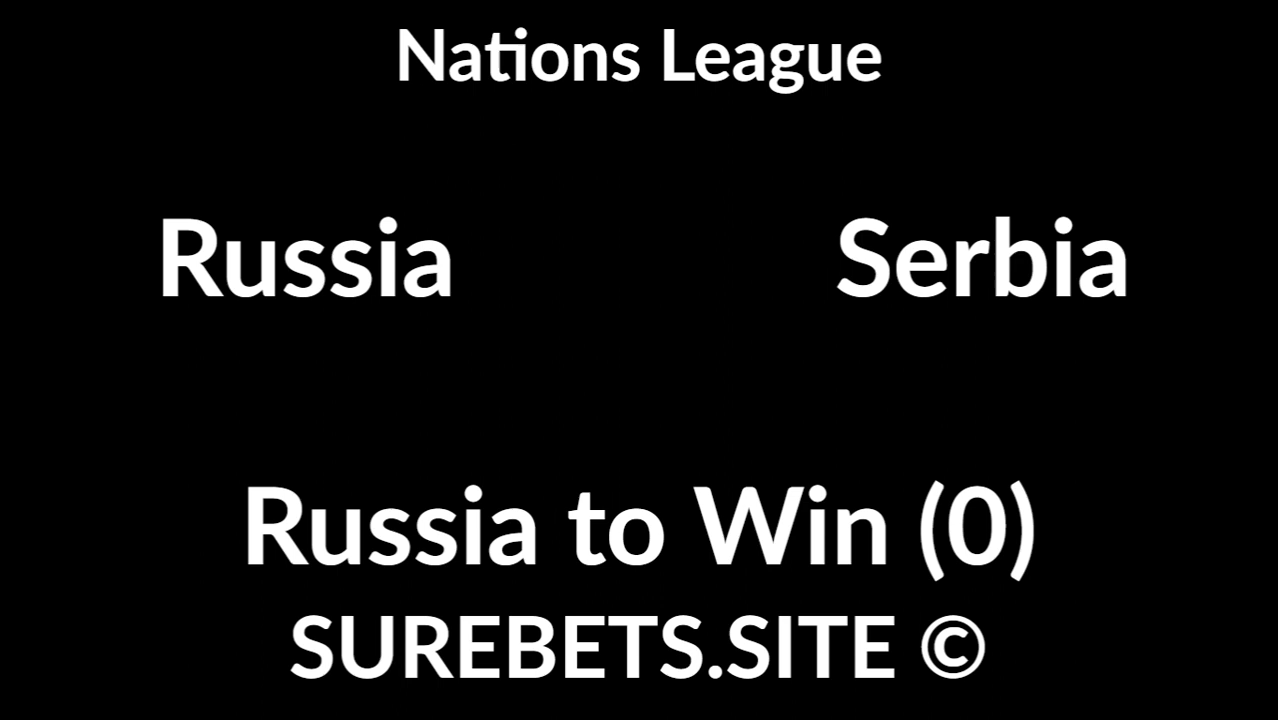 Nations League
Russia Serbia
Russia to Win (0)
SUREBETS.SITE ©